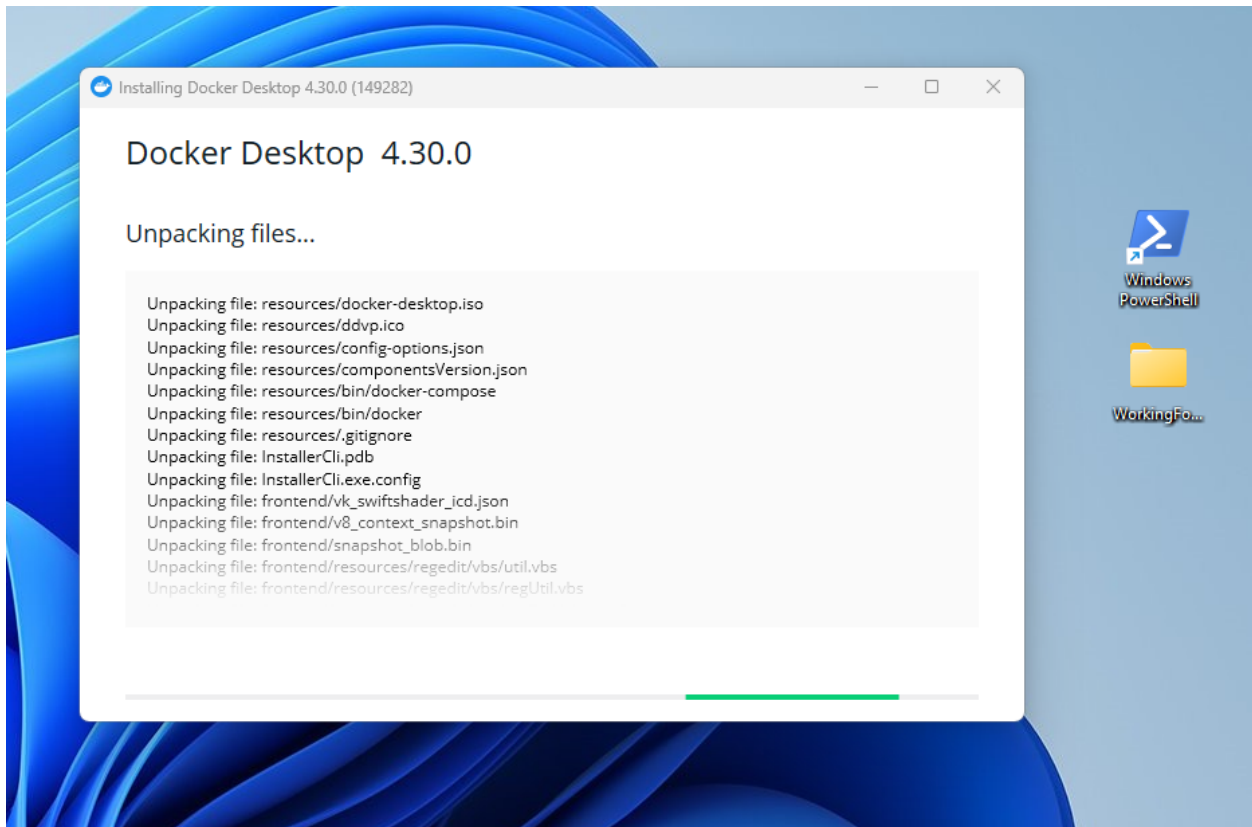 Installing Docker Desktop 4.30.0 (149282)
Docker Desktop 4.30.0
Unpacking files...
Unpacking file: resources/docker-desktop.iso
Unpacking file: resources/ddvp.ico
Unpacking file: resources/config-options.json
Unpacking file: resources/componentsVersion.json
Unpacking file: resources/bin/docker-compose
Unpacking file: resources/bin/docker
Unpacking file: resources/.gitignore
Unpacking file: InstallerCli.pdb
Unpacking file: InstallerCli.exe.config
Unpacking file: frontend/vk_swiftshader_icd.json
Unpacking file: frontend/v8_context_snapshot.bin
Unpacking file: frontend/snapshot_blob.bin
Unpacking file: frontend/resources/regedit/vbs/util.vbs
Unpacking file: frontend/resources/regedit/vbs/regUtil.vbs
Windows
PowerShell
WorkingFo...